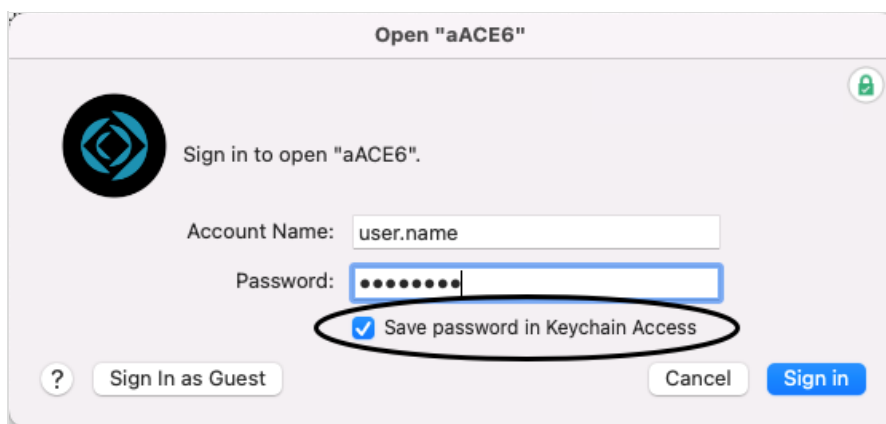 Open "aACE6"
Sign in to open "aACE6".
Account Name: user.name
Password: ••••••••
Save password in Keychain Access
? Sign In as Guest Cancel Sign in